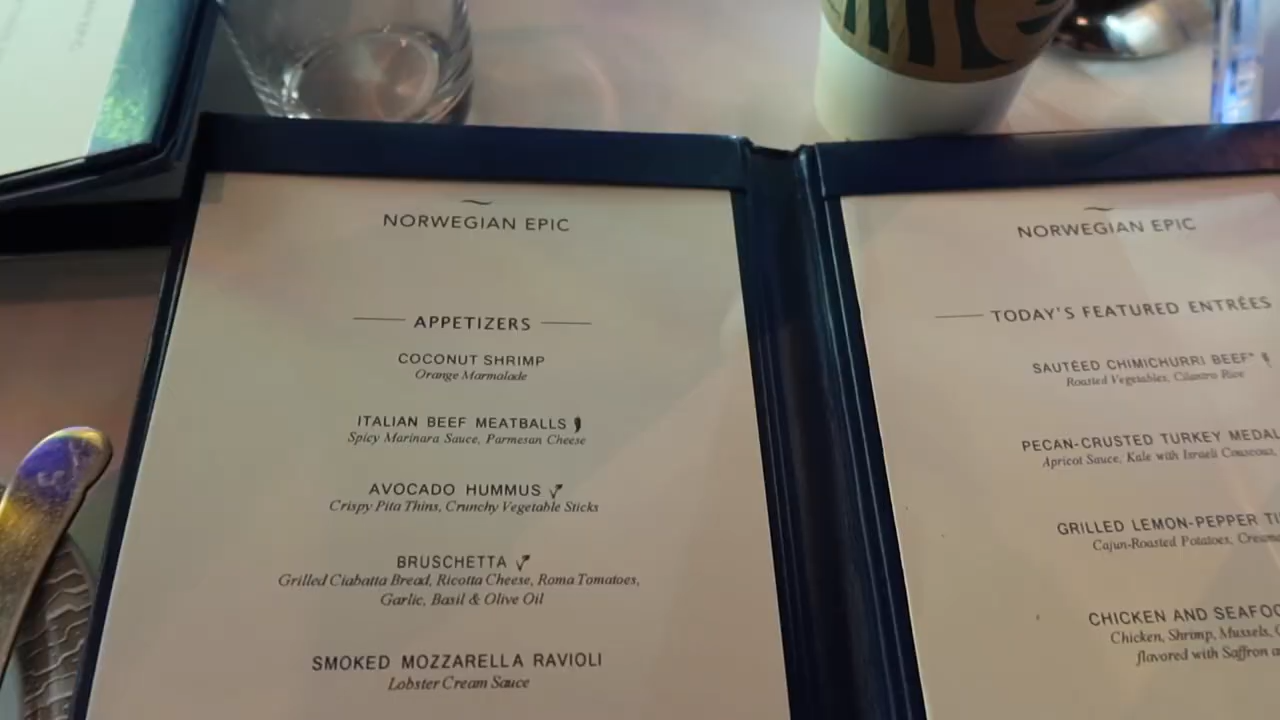 NORWEGIAN EPIC
APPETIZERS
COCONUT SHRIMP
Orange Marmalade
ITALIAN BEEF MEATBALLS
Spicy Marinara Sauce, Parmesan Cheese
AVOCADO HUMMUS
Crispy Pita Thins, Crunchy Vegetable Sticks
BRUSCHETTA
Grilled Ciabatta Bread, Ricotta Cheese, Roma Tomatoes,
Garlic, Basil & Olive Oil
SMOKED MOZZARELLA RAVIOLI
Lobster Cream Sauce
NORWEGIAN EPIC
TODAY'S FEATURED ENTRÉES
SAUTÉED CHIMICHURRI BEEF*
Roasted Vegetables, Cilantro Rice
PECAN-CRUSTED TURKEY MEDAL
Apricot Sauce, Kale with Israeli Couscous,
GRILLED LEMON-PEPPER
Cajun-Roasted Potatoes,
CHICKEN AND
Chicken, Shrimp, Mussels,
flavored with Saffron